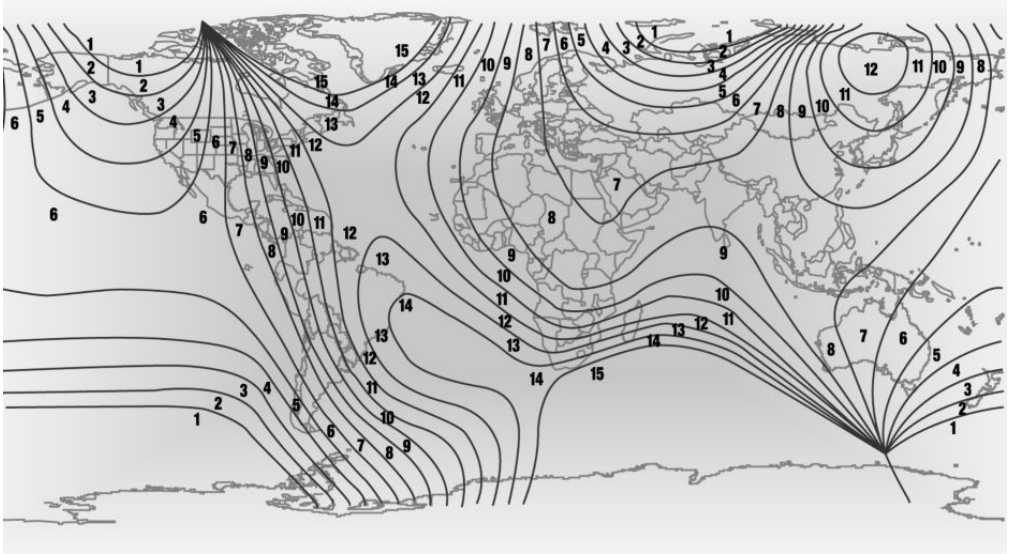 1 15 7 6 5 4 3 2 1 1
8 2
2 1 10 9 3 12 11 10 9 8
15 14 13 11 4
3 2 14 12 5 6 11
4 3 7 8 9 10
6 5 4 13
5 6 7 8 9 10 11 12
7
6 6 10 11 8
7 9 12
8 13 9 9
10
11 14 10
12 13 12 11
13 13 14 7 6
12 8 5
14 15 4
3 4 11 3
2 5 2
1 10 1
6 7 8 9